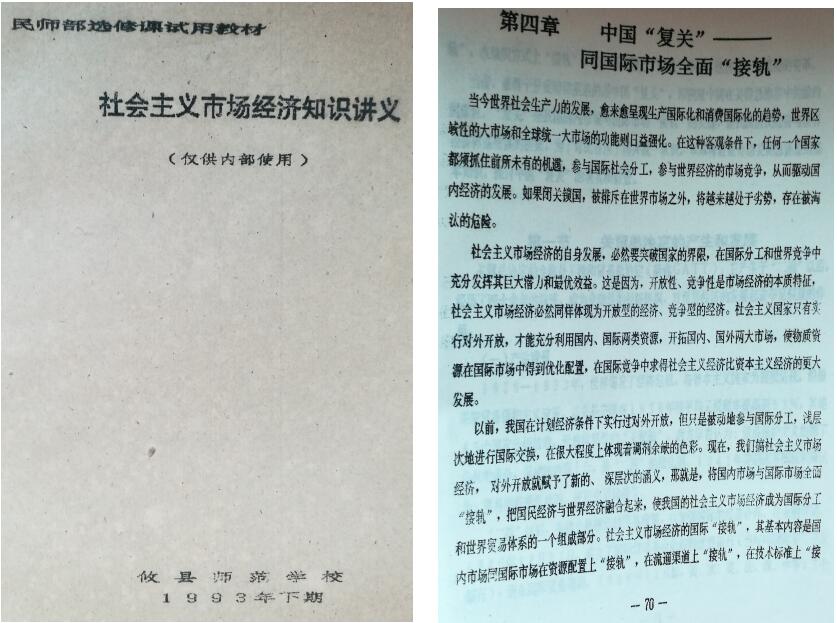 民师部选修课试用教材
社会主义市场经济知识讲义
（仅供内部使用）
攸县师范学校
1993年下期
第四章 中国“复关”——
同国际市场全面“接轨”
当今世界社会生产力的发展，愈来愈呈现生产国际化和消费国际化的趋势，世界区
域性的大市场和全球统一大市场的功能则日益强化。在这种客观条件下，任何一个国家
都须抓住前所未有的机遇，参与国际社会分工，参与世界经济的市场竞争，从而驱动国
内经济的发展。如果闭关锁国，被排斥在世界市场之外，将越来越处于劣势，存在被淘
汰的危险。
社会主义市场经济的自身发展，必然要突破国家的界限，在国际分工和世界竞争中
充分发挥其巨大潜力和最优效益。这是因为，开放性、竞争性是市场经济的本质特征，
社会主义市场经济必然同样体现为开放型的经济、竞争型的经济。社会主义国家只有实
行对外开放，才能充分利用国内、国际两类资源，开拓国内、国外两大市场，使物质资
源在国际市场中得到优化配置，在国际竞争中求得社会主义经济比资本主义经济的更大
发展。
以前，我国在计划经济条件下实行过对外开放，但只是被动地参与国际分工，浅层
次地进行国际交换，在很大程度上体现着调剂余缺的色彩。现在，我们搞社会主义市场
经济，对外开放就赋予了新的、深层次的涵义，那就是，将国内市场与国际市场全面
“接轨”，把国民经济与世界经济融合起来，使我国的社会主义市场经济成为国际分工
和世界贸易体系的一个组成部分。社会主义市场经济的国际“接轨”，其基本内容是国
内市场同国际市场在资源配置上“接轨”，在流通渠道上“接轨”，在技术标准上“接
—70—